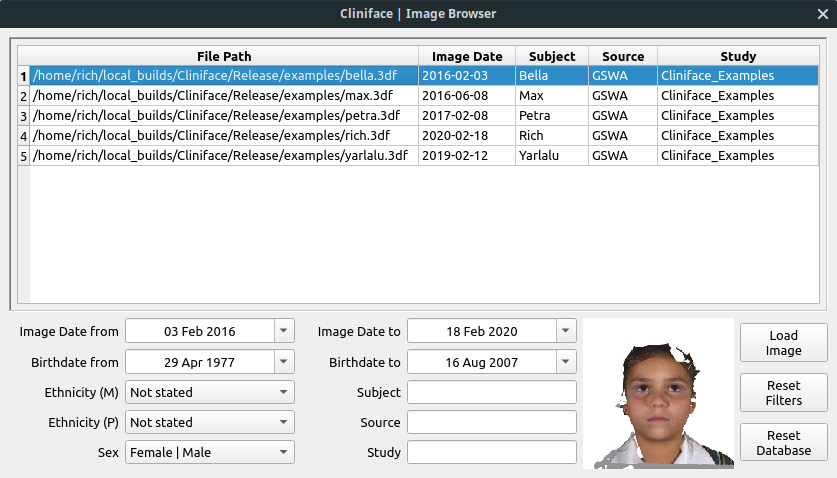 Cliniface | Image Browser
File Path Image Date Subject Source Study
1 /home/rich/local_builds/Cliniface/Release/examples/bella.3df 2016-02-03 Bella GSWA Cliniface_Examples
2 /home/rich/local_builds/Cliniface/Release/examples/max.3df 2016-06-08 Max GSWA Cliniface_Examples
3 /home/rich/local_builds/Cliniface/Release/examples/petra.3df 2017-02-08 Petra GSWA Cliniface_Examples
4 /home/rich/local_builds/Cliniface/Release/examples/rich.3df 2020-02-18 Rich GSWA Cliniface_Examples
5 /home/rich/local_builds/Cliniface/Release/examples/yarlalu.3df 2019-02-12 Yarlalu GSWA Cliniface_Examples
Image Date from 03 Feb 2016 Image Date to 18 Feb 2020
Birthdate from 29 Apr 1977 Birthdate to 16 Aug 2007
Ethnicity (M) Not stated Subject
Ethnicity (P) Not stated Source
Sex Female | Male Study
Load
Image
Reset
Filters
Reset
Database